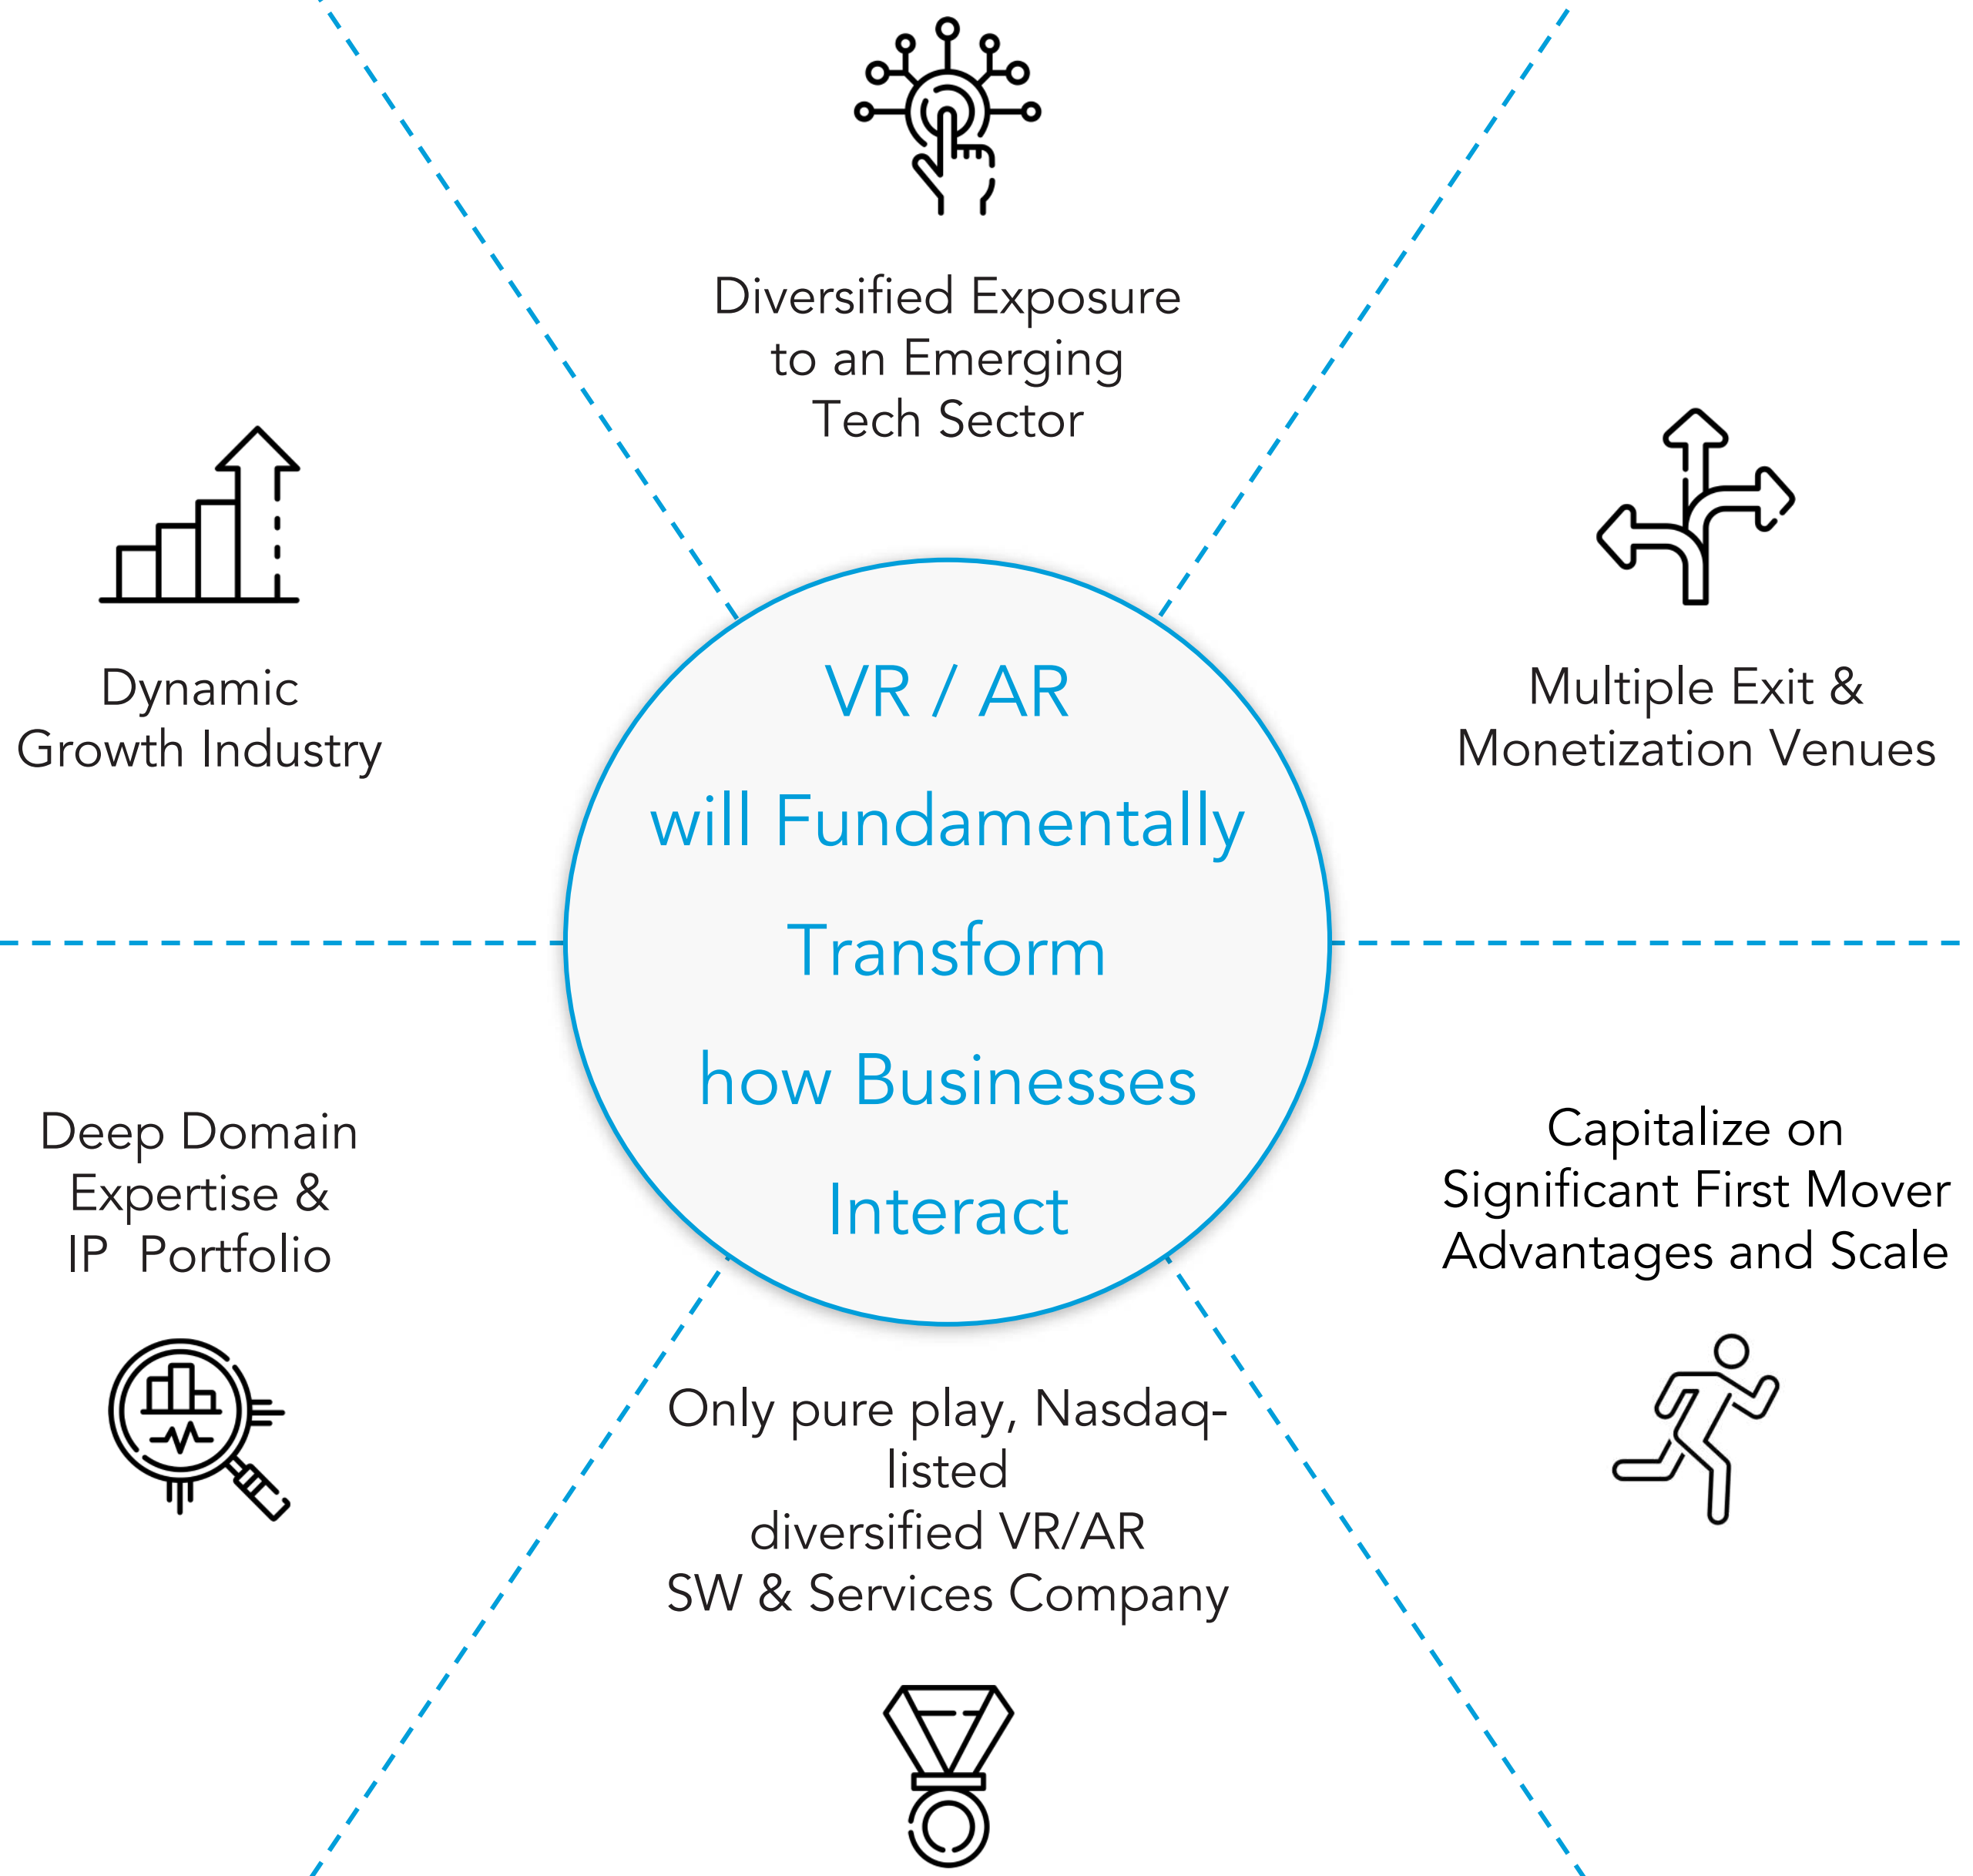 Diversified Exposure
to an Emerging
Tech Sector
Dynamic
Growth Industry
Multiple Exit &
Monetization Venues
VR / AR
will Fundamentally
Transform
how Businesses
Interact
Deep Domain
Expertise &
IP Portfolio
Capitalize on
Significant First Mover
Advantages and Scale
Only pure play, Nasdaq-
listed
diversified VR/AR
SW & Services Company